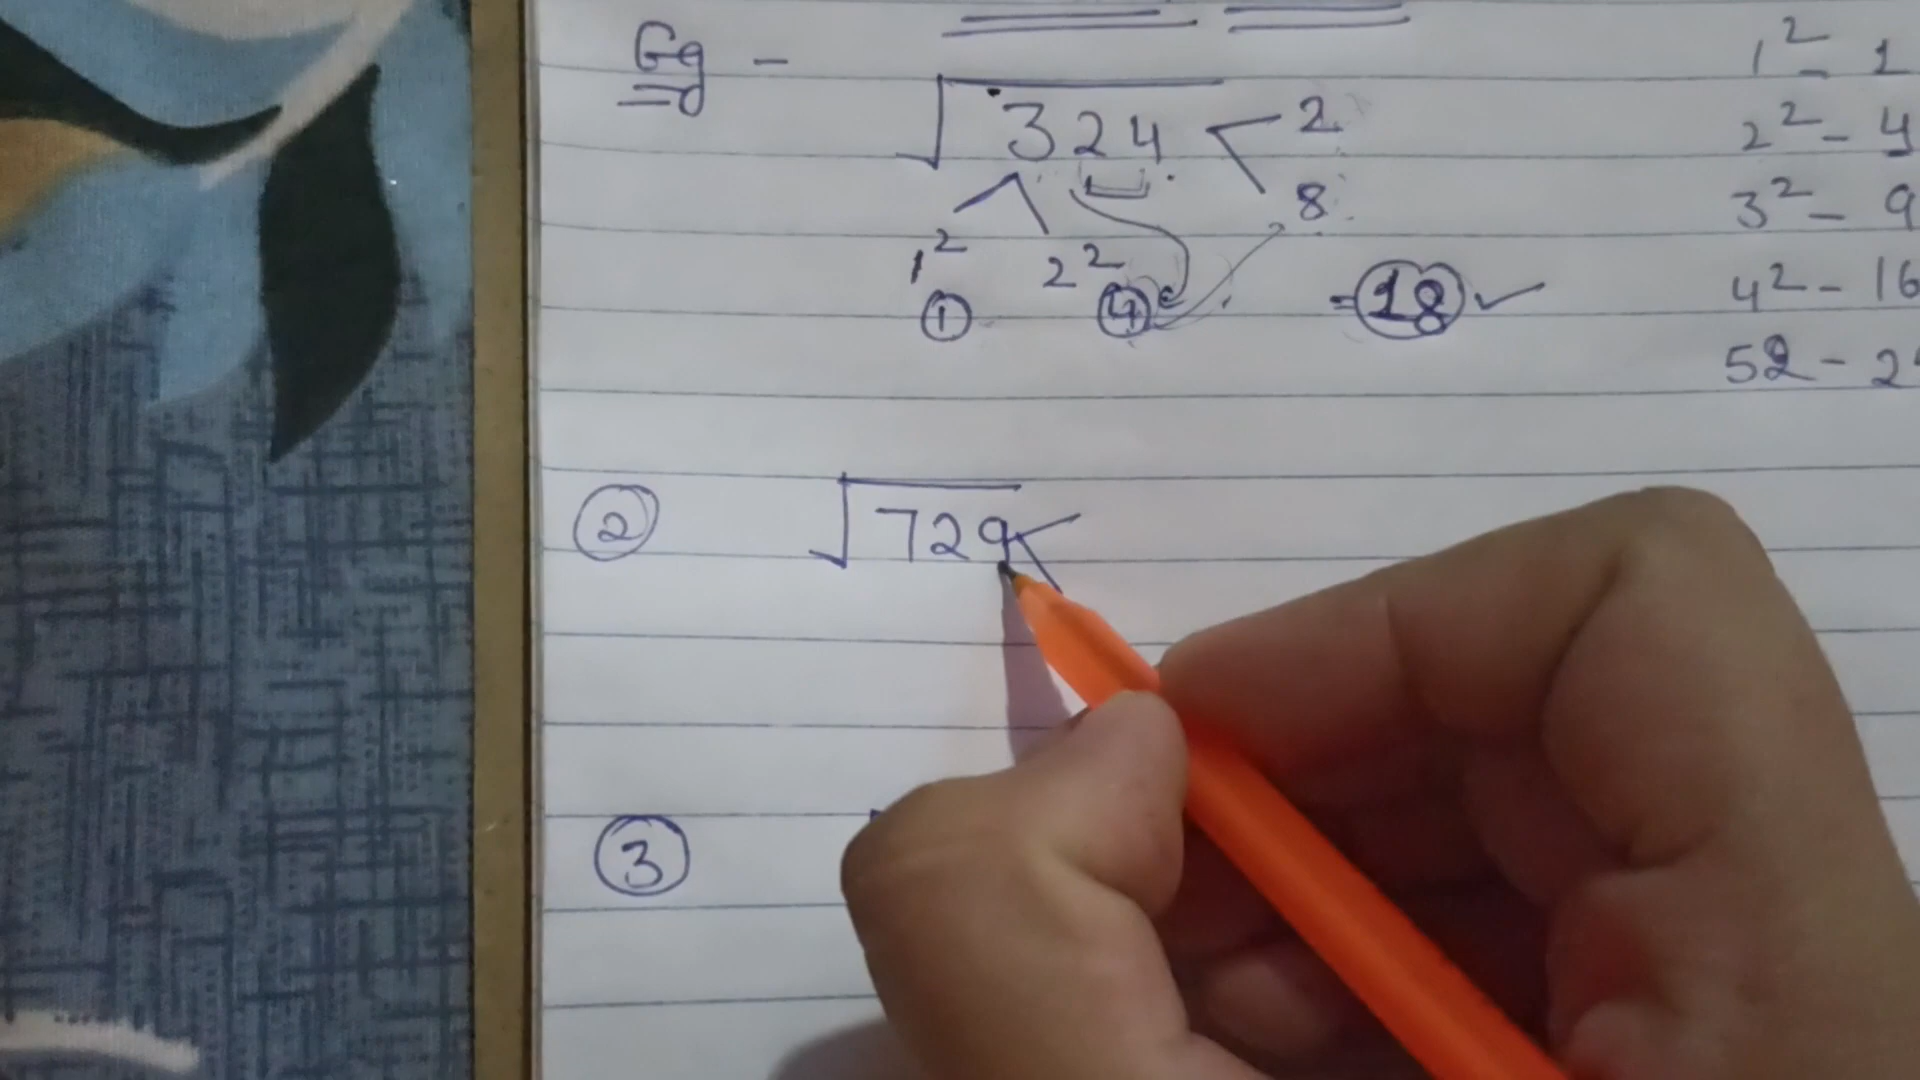 Eg -
√324 < 2
8
1² 2²
① ④ = 18 ✓
② √729
③
1² - 1
2² - 4
3² - 9
4² - 16
52 - 2